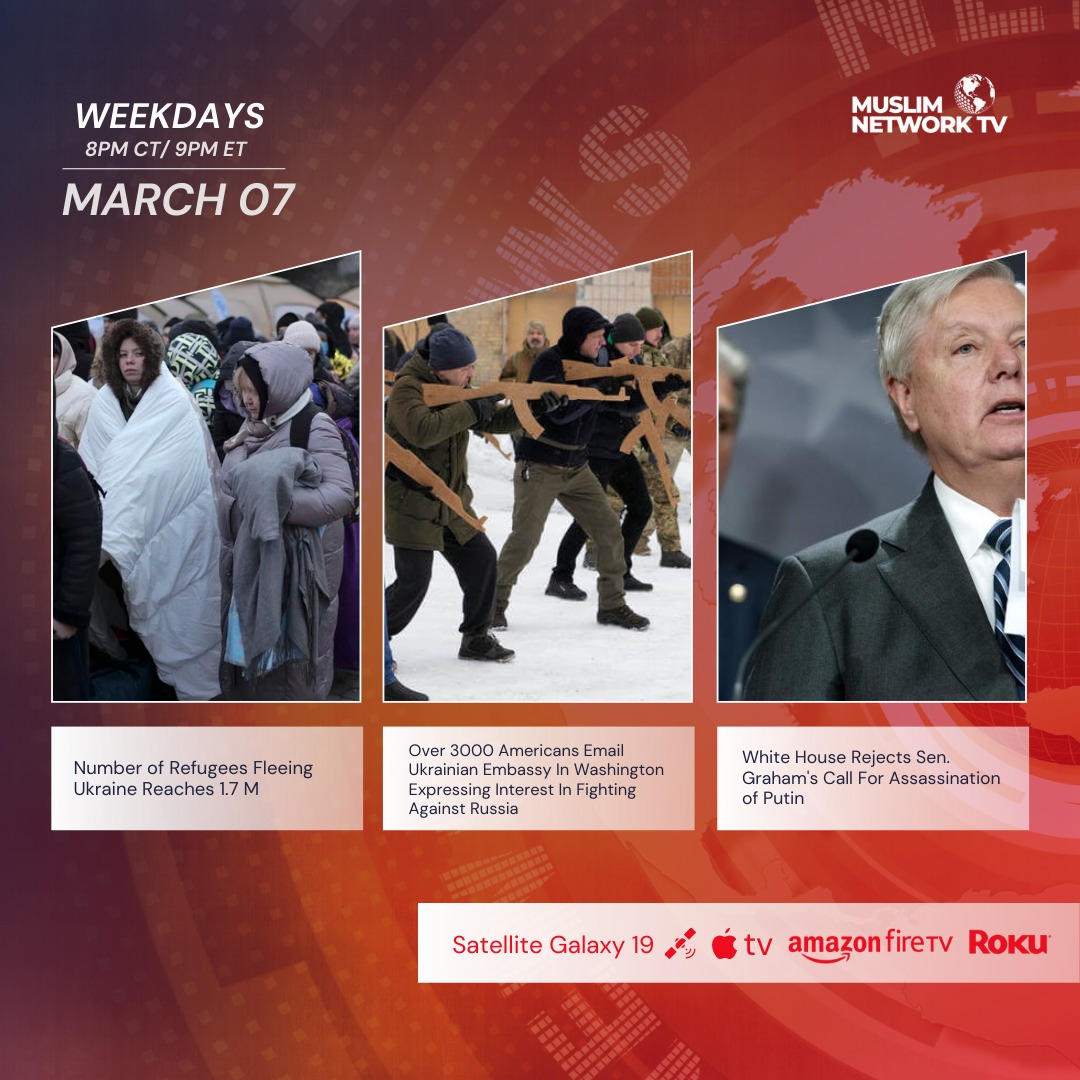 WEEKDAYS
8PM CT/ 9PM ET
MARCH 07
MUSLIM
NETWORK TV
NEWS
Number of Refugees Fleeing
Ukraine Reaches 1.7 M
Over 3000 Americans Email
Ukrainian Embassy In Washington
Expressing Interest In Fighting
Against Russia
White House Rejects Sen.
Graham's Call For Assassination
of Putin
Satellite Galaxy 19
tv
amazon fireTV
ROKU